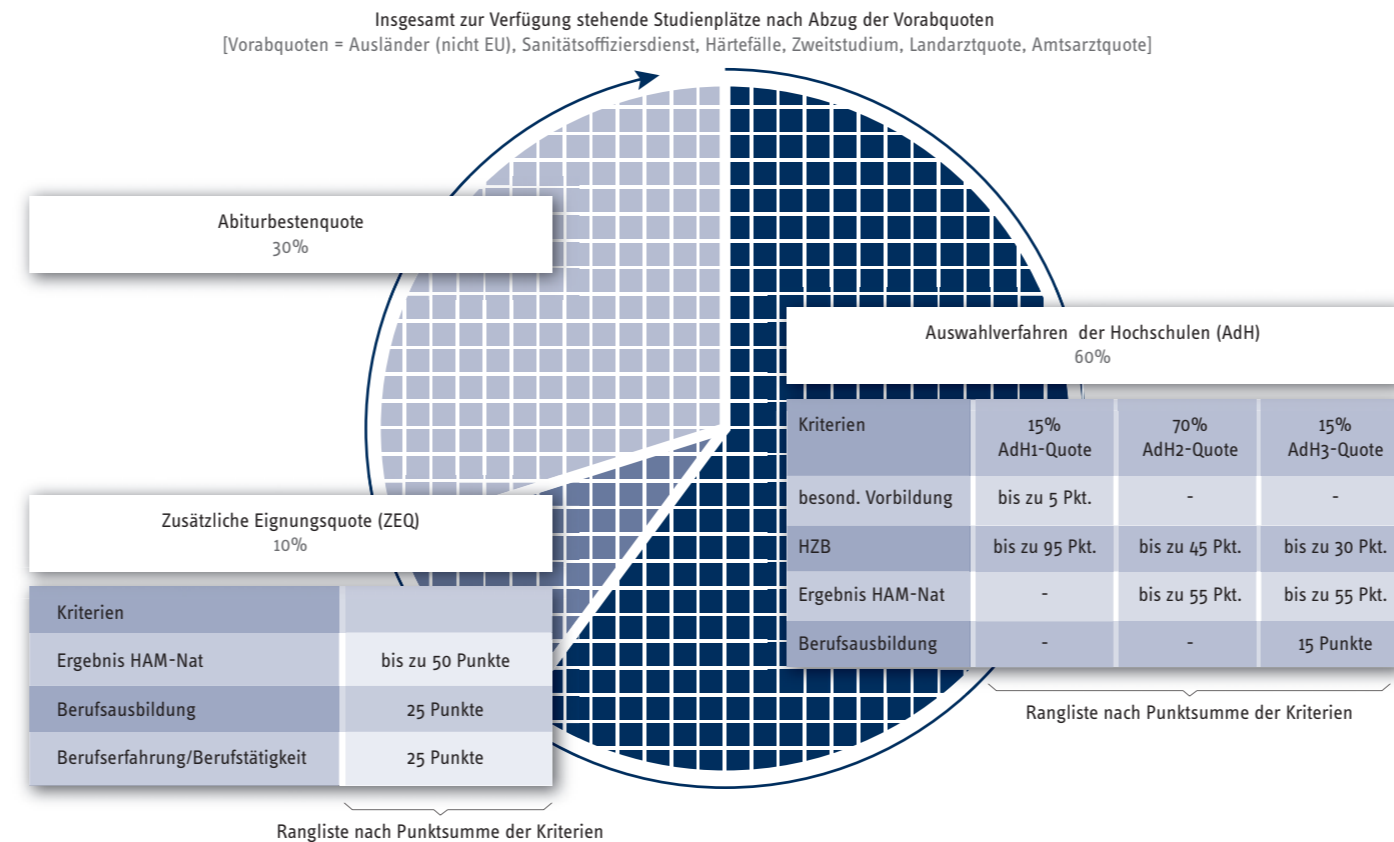 Insgesamt zur Verfügung stehende Studienplätze nach Abzug der Vorabquoten
[Vorabquoten = Ausländer (nicht EU), Sanitätsoffiziersdienst, Härtefälle, Zweitstudium, Landarztquote, Amtsarztquote]
Abiturbestenquote
30%
Auswahlverfahren der Hochschulen (AdH)
60%
Kriterien 15% 70% 15%
AdH1-Quote AdH2-Quote AdH3-Quote
besond. Vorbildung bis zu 5 Pkt. - -
HZB bis zu 95 Pkt. bis zu 45 Pkt. bis zu 30 Pkt.
Ergebnis HAM-Nat - bis zu 55 Pkt. bis zu 55 Pkt.
Berufsausbildung - - 15 Punkte
Rangliste nach Punktsumme der Kriterien
Zusätzliche Eignungsquote (ZEQ)
10%
Kriterien
Ergebnis HAM-Nat bis zu 50 Punkte
Berufsausbildung 25 Punkte
Berufserfahrung/Berufstätigkeit 25 Punkte
Rangliste nach Punktsumme der Kriterien